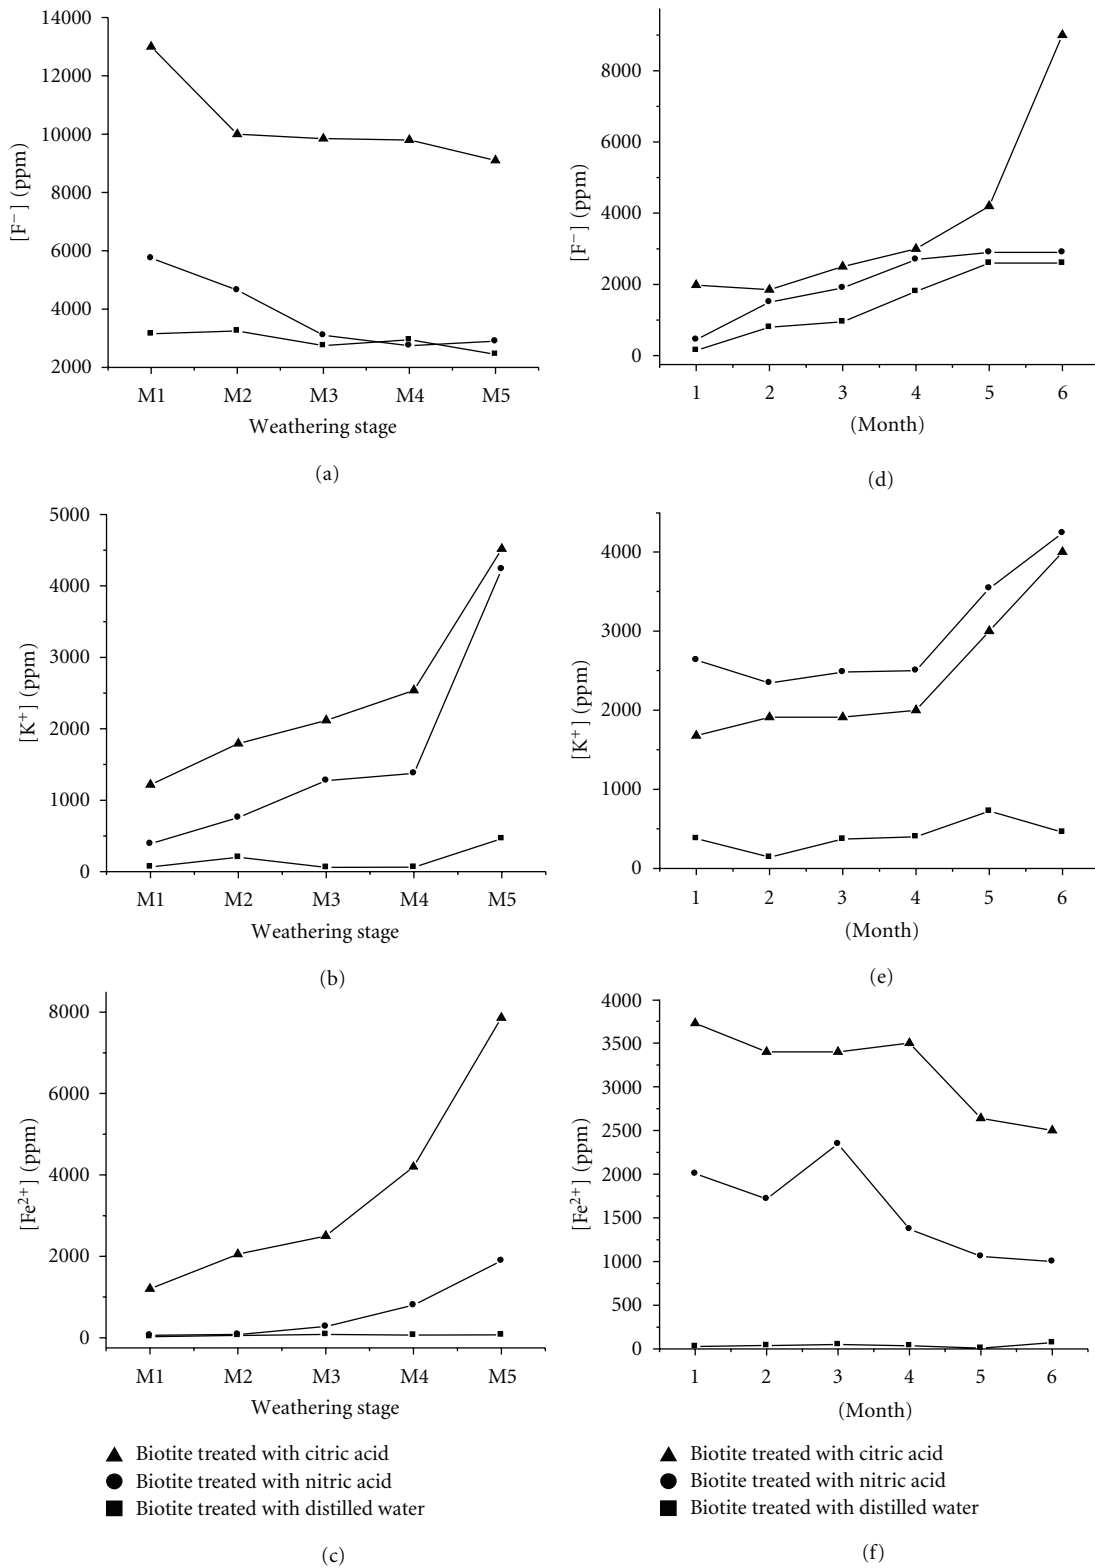 14000
12000
10000
8000
6000
4000
2000
[F⁻] (ppm)
M1 M2 M3 M4 M5
Weathering stage
(a)
8000
6000
4000
2000
0
[F⁻] (ppm)
1 2 3 4 5 6
(Month)
(d)
5000
4000
3000
2000
1000
0
[K⁺] (ppm)
M1 M2 M3 M4 M5
Weathering stage
(b)
4000
3000
2000
1000
0
[K⁺] (ppm)
1 2 3 4 5 6
(Month)
(e)
8000
6000
4000
2000
0
[Fe²⁺] (ppm)
M1 M2 M3 M4 M5
Weathering stage
Biotite treated with citric acid
Biotite treated with nitric acid
Biotite treated with distilled water
(c)
4000
3500
3000
2500
2000
1500
1000
500
0
[Fe²⁺] (ppm)
1 2 3 4 5 6
(Month)
Biotite treated with citric acid
Biotite treated with nitric acid
Biotite treated with distilled water
(f)